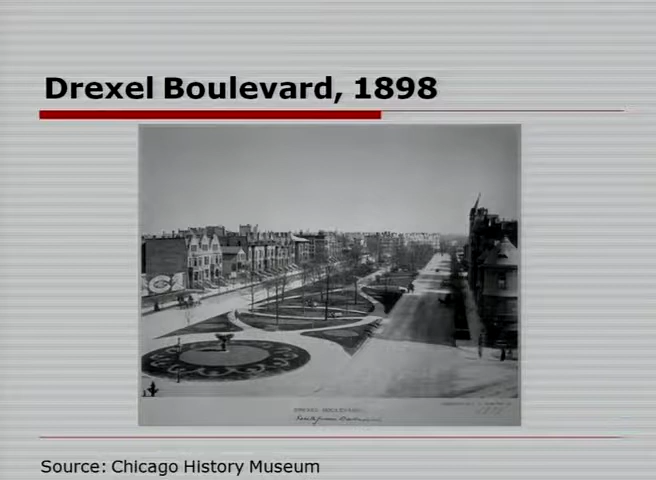 Drexel Boulevard, 1898
DREXEL BOULEVARD
Source: Chicago History Museum